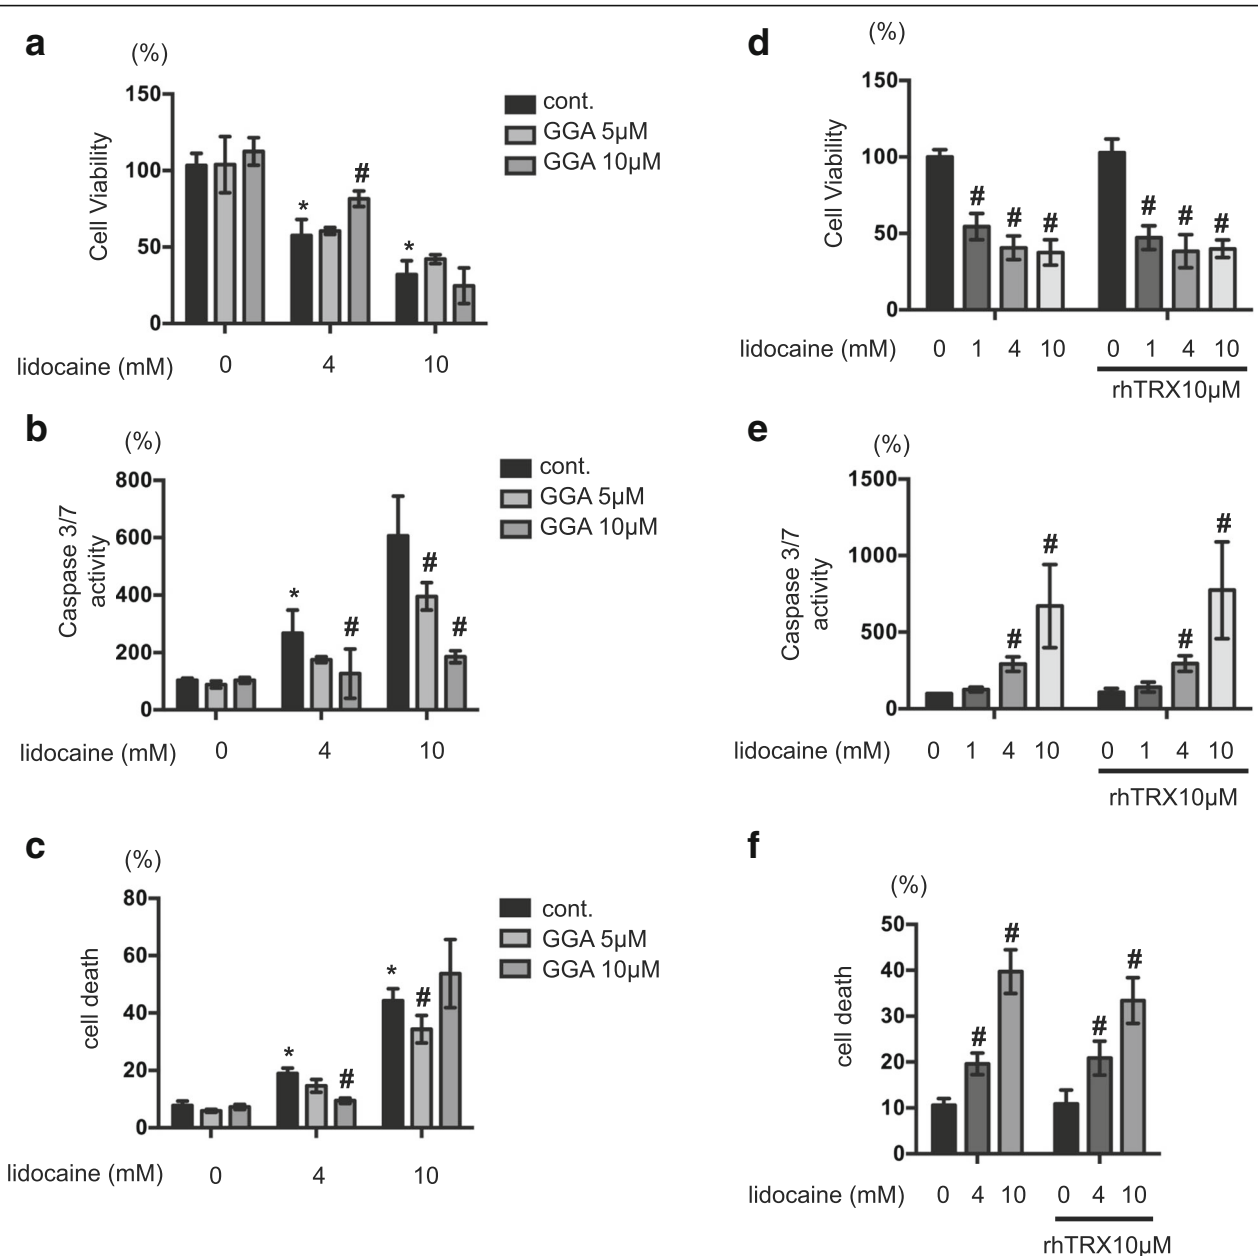 a
(%)
150
100
50
0
Cell Viability
* # *
cont.
GGA 5μM
GGA 10μM
lidocaine (mM) 0 4 10
b
(%)
800
600
400
200
0
Caspase 3/7
activity
* # # #
cont.
GGA 5μM
GGA 10μM
lidocaine (mM) 0 4 10
c
(%)
80
60
40
20
0
cell death
* # * #
cont.
GGA 5μM
GGA 10μM
lidocaine (mM) 0 4 10
d
(%)
150
100
50
0
Cell Viability
# # # # # #
lidocaine (mM) 0 1 4 10 0 1 4 10
rhTRX10μM
e
(%)
1500
1000
500
0
Caspase 3/7
activity
# # # #
lidocaine (mM) 0 1 4 10 0 1 4 10
rhTRX10μM
f
(%)
50
40
30
20
10
0
cell death
# # # #
lidocaine (mM) 0 4 10 0 4 10
rhTRX10μM